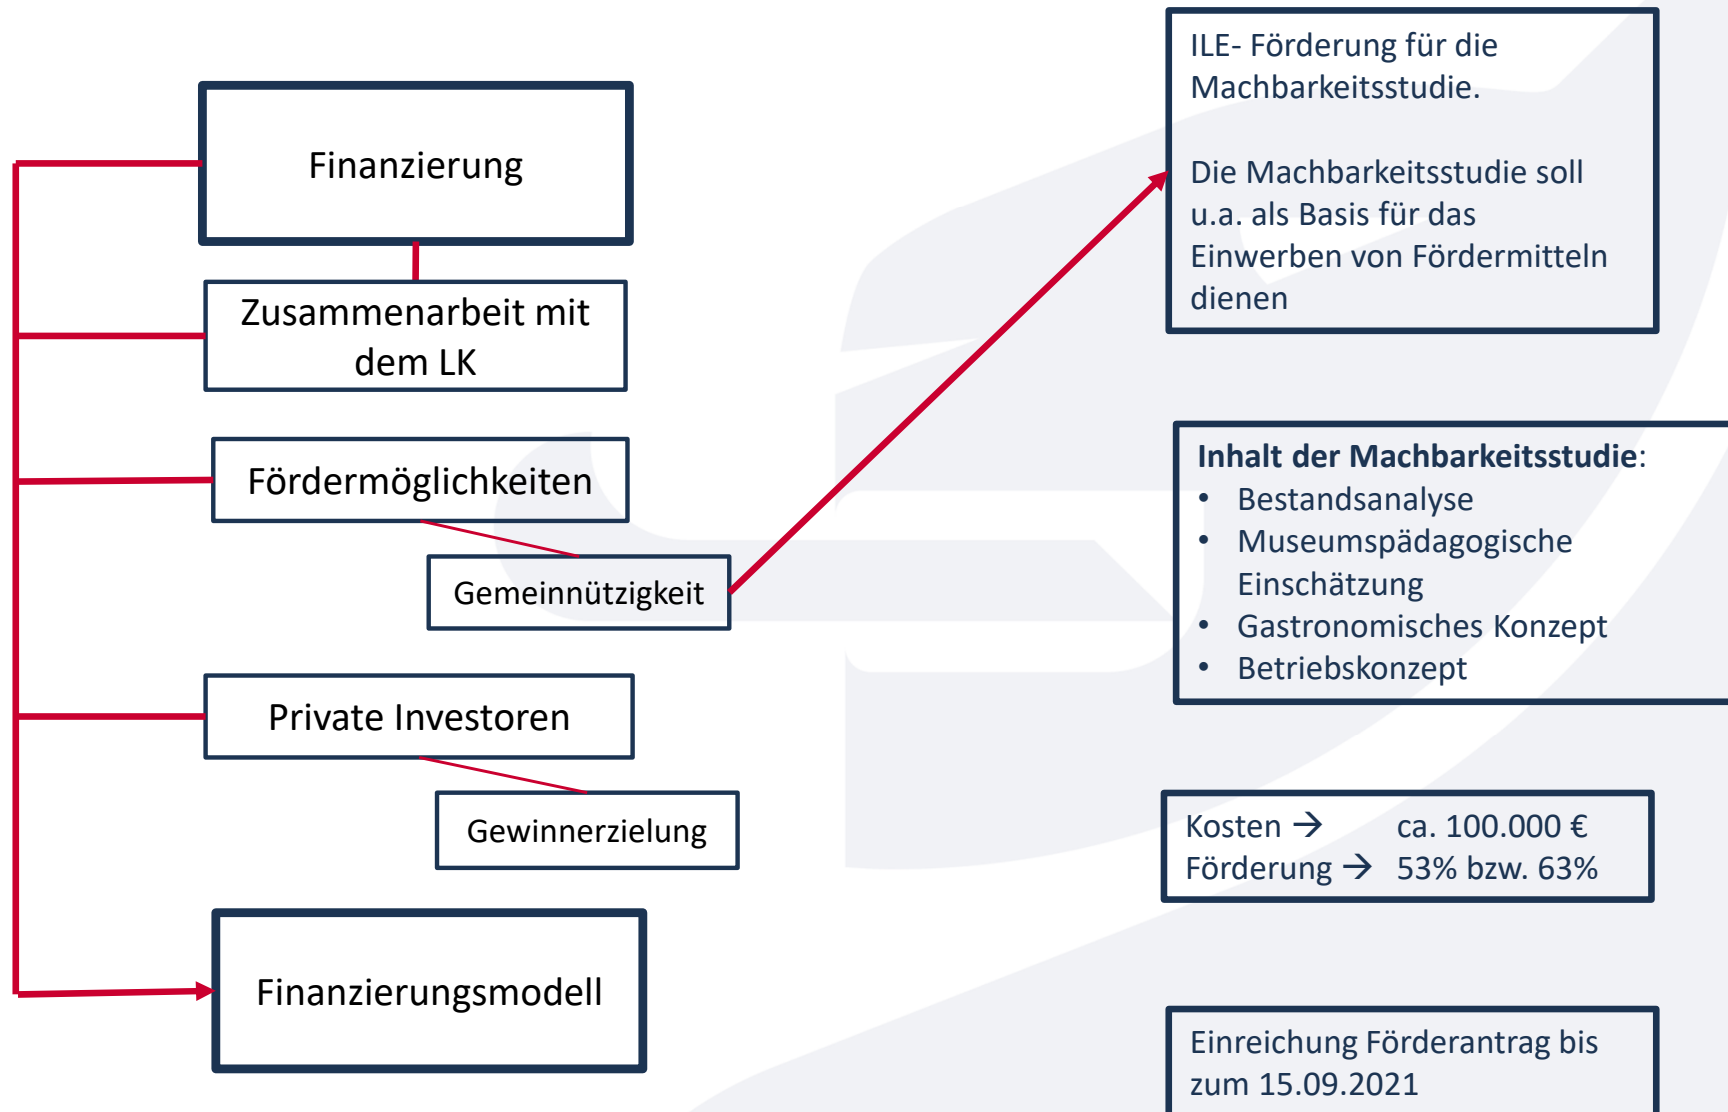 Finanzierung
Zusammenarbeit mit
dem LK
Fördermöglichkeiten
Gemeinnützigkeit
Private Investoren
Gewinnerzielung
Finanzierungsmodell
ILE- Förderung für die
Machbarkeitsstudie.
Die Machbarkeitsstudie soll
u.a. als Basis für das
Einwerben von Fördermitteln
dienen
Inhalt der Machbarkeitsstudie:
• Bestandsanalyse
• Museumspädagogische
Einschätzung
• Gastronomisches Konzept
• Betriebskonzept
Kosten → ca. 100.000 €
Förderung → 53% bzw. 63%
Einreichung Förderantrag bis
zum 15.09.2021